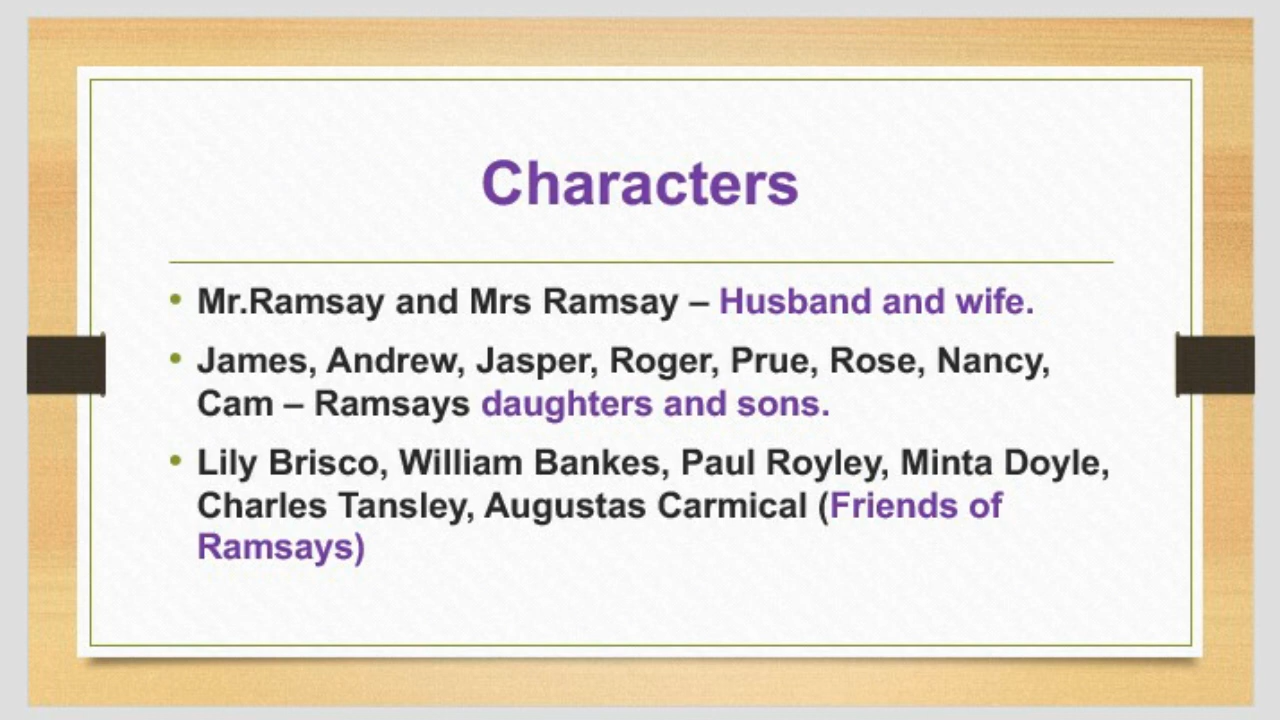 Characters
• Mr.Ramsay and Mrs Ramsay – Husband and wife.
• James, Andrew, Jasper, Roger, Prue, Rose, Nancy,
Cam – Ramsays daughters and sons.
• Lily Brisco, William Bankes, Paul Royley, Minta Doyle,
Charles Tansley, Augustas Carmical (Friends of
Ramsays)